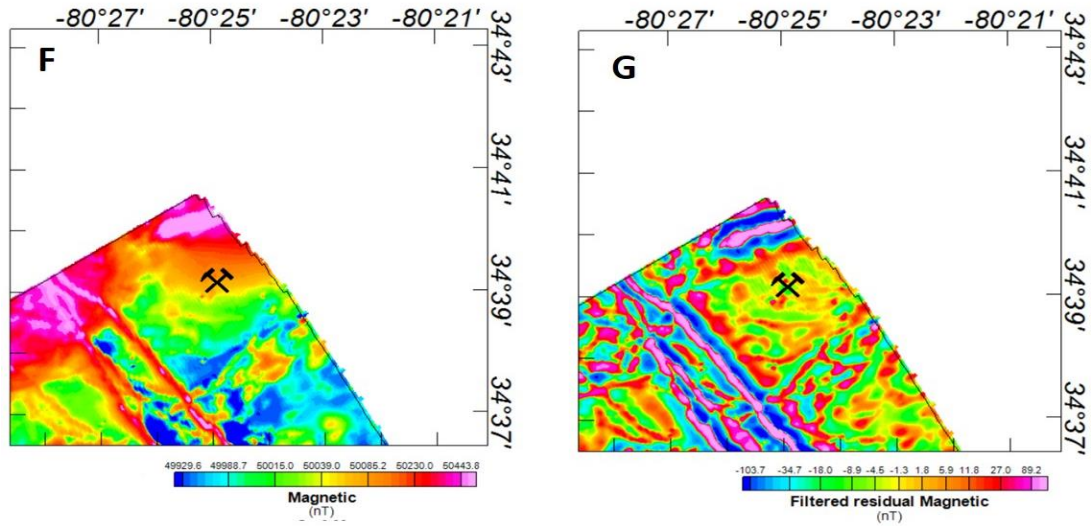 -80°27' -80°25' -80°23' -80°21'
F
34°43'
34°41'
34°39'
34°37'
49929.6 49988.7 50015.0 50039.0 50086.2 50230.0 50443.8
Magnetic
(nT)
-80°27' -80°25' -80°23' -80°21'
G
34°43'
34°41'
34°39'
34°37'
-103.7 -34.7 -18.0 -8.9 -4.5 -1.3 1.8 5.9 11.8 27.0 89.2
Filtered residual Magnetic
(nT)